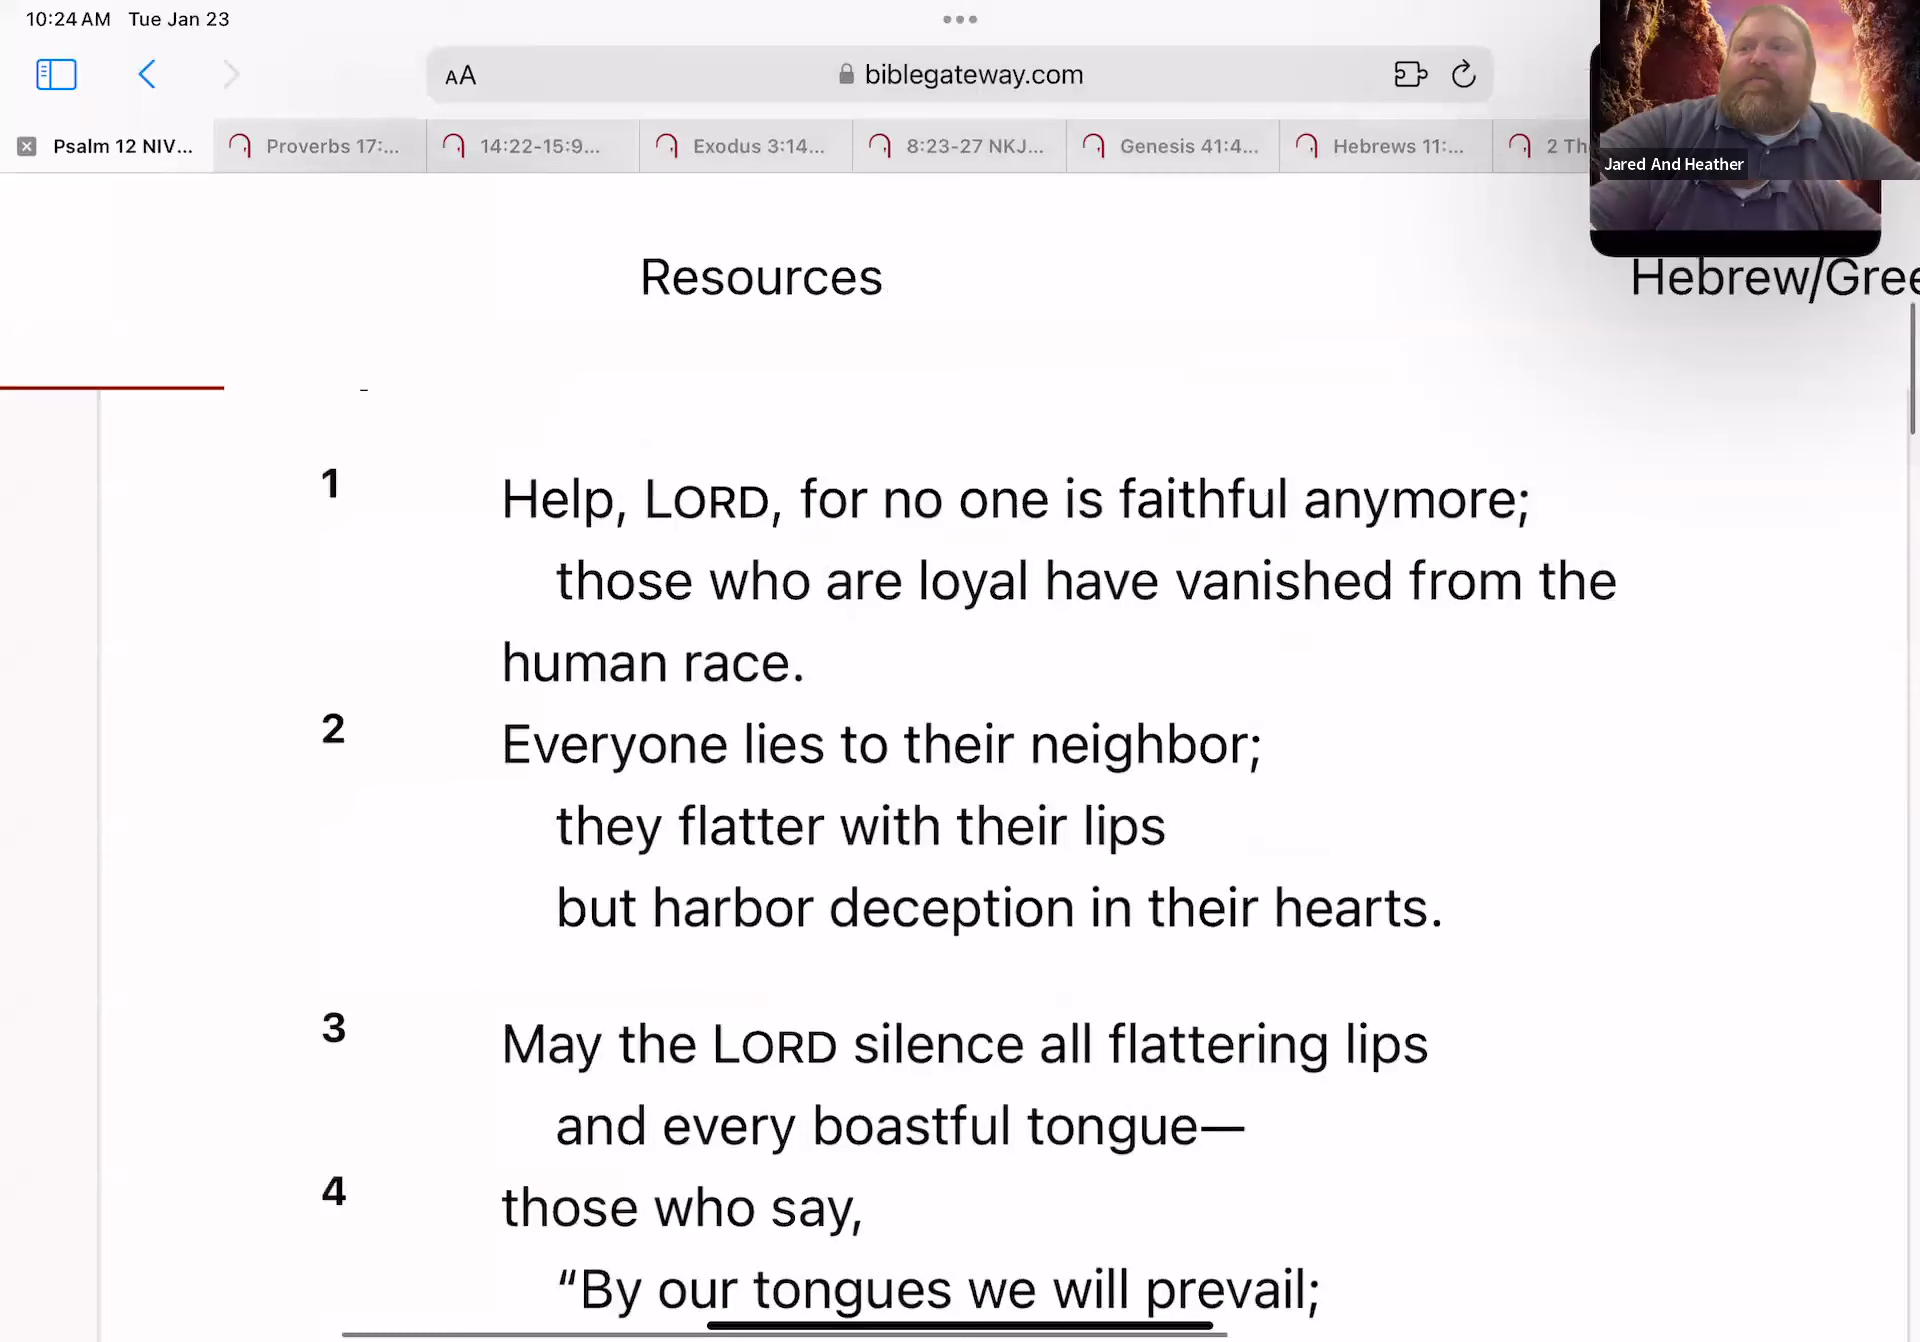 10:24 AM Tue Jan 23
AA biblegateway.com
Psalm 12 NIV... Proverbs 17:... 14:22-15:9... Exodus 3:14... 8:23-27 NKJ... Genesis 41:4... Hebrews 11:... 2 Th
Jared And Heather
Resources Hebrew/Gree
1 Help, LORD, for no one is faithful anymore;
those who are loyal have vanished from the
human race.
2 Everyone lies to their neighbor;
they flatter with their lips
but harbor deception in their hearts.
3 May the LORD silence all flattering lips
and every boastful tongue—
4 those who say,
“By our tongues we will prevail;